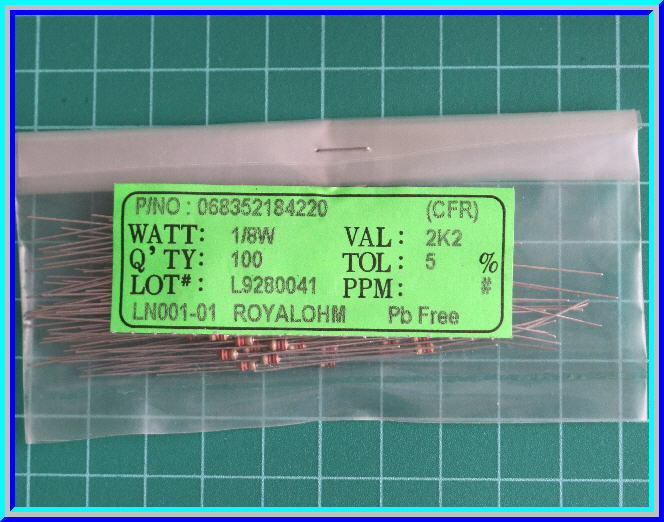 P/NO : 068352184220 (CFR)
WATT: 1/8W VAL: 2K2
Q'TY: 100 TOL: 5 %
LOT#: L9280041 PPM: #
LN001-01 ROYALOHM Pb Free